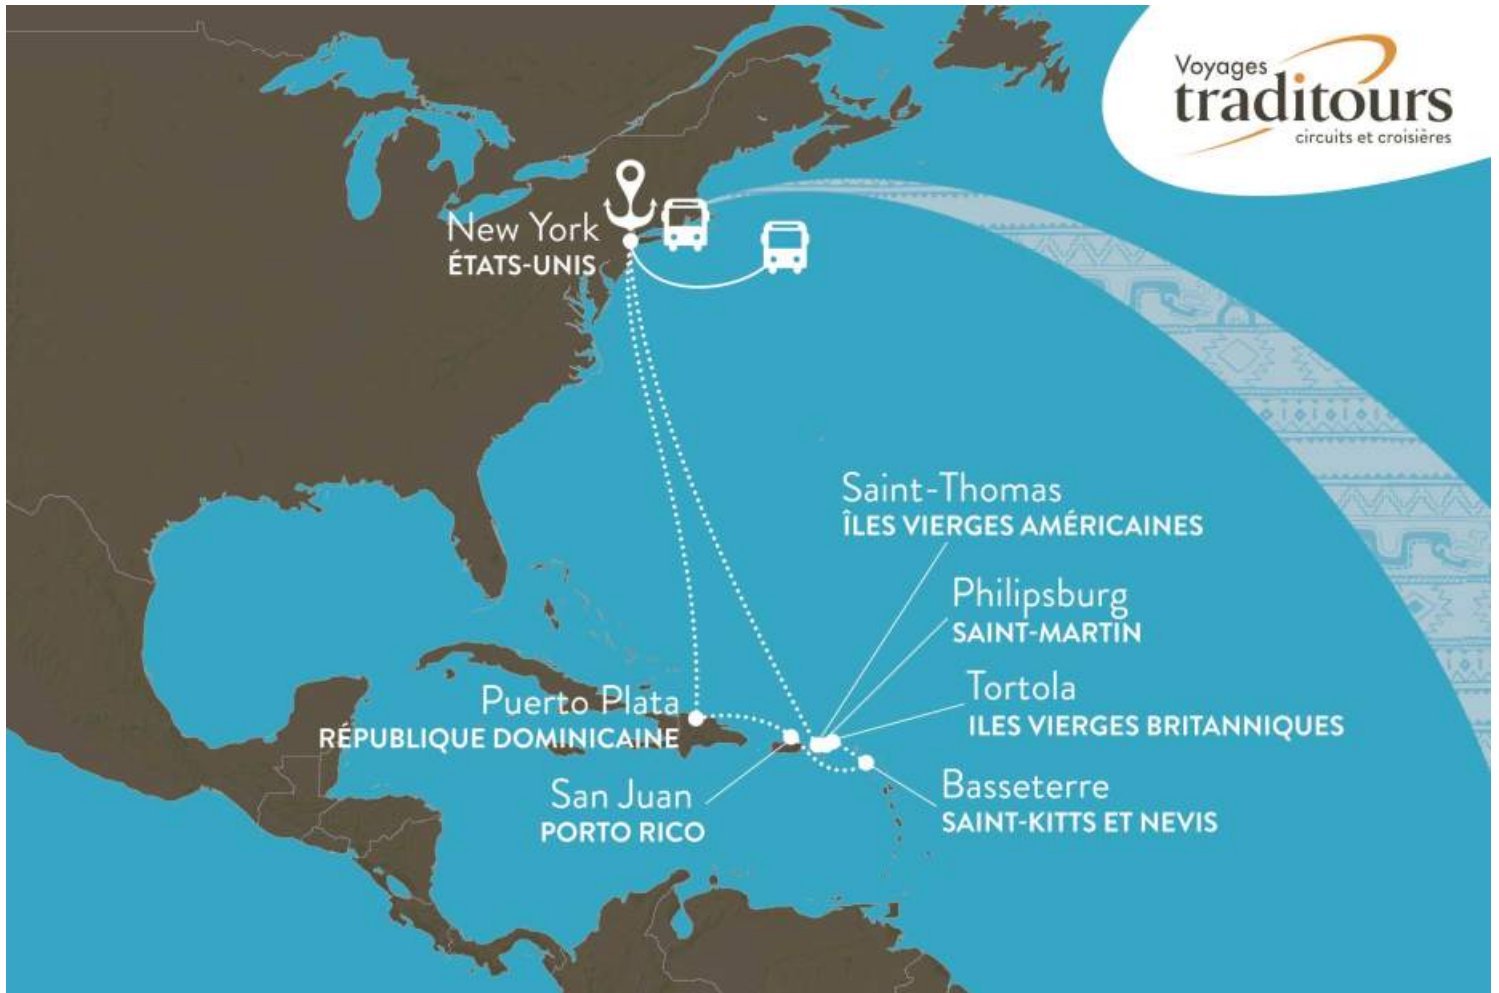 Voyages
traditours
circuits et croisières
New York
ÉTATS-UNIS
Saint-Thomas
ÎLES VIERGES AMÉRICAINES
Philipsburg
SAINT-MARTIN
Tortola
ILES VIERGES BRITANNIQUES
Puerto Plata
RÉPUBLIQUE DOMINICAINE
San Juan
PORTO RICO
Basseterre
SAINT-KITTS ET NEVIS